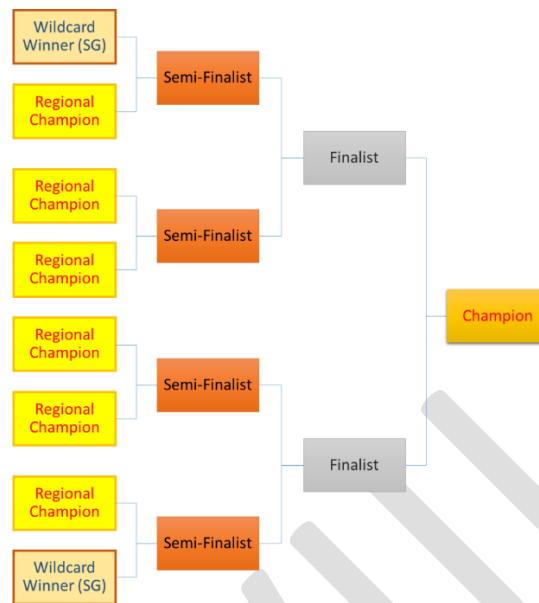 Wildcard
Winner (SG)
Semi-Finalist
Regional
Champion
Finalist
Regional
Champion
Semi-Finalist
Regional
Champion
Champion
Regional
Champion
Semi-Finalist
Regional
Champion
Finalist
Regional
Champion
Semi-Finalist
Wildcard
Winner (SG)